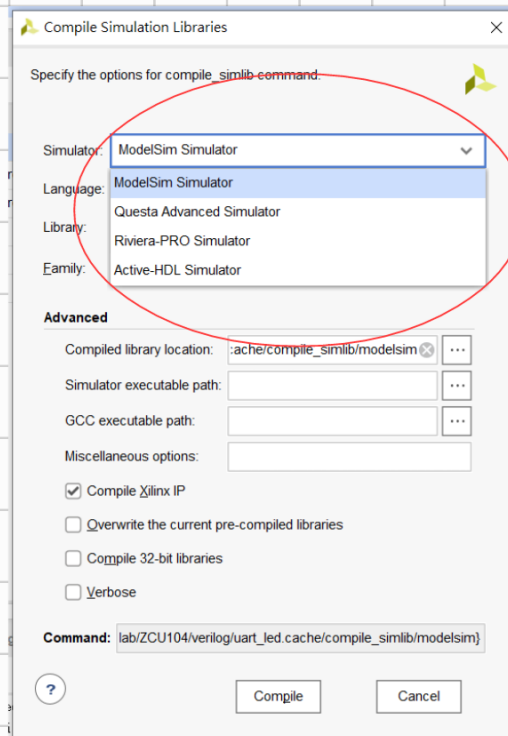 Compile Simulation Libraries
Specify the options for compile_simlib command.
Simulator: ModelSim Simulator
Language: ModelSim Simulator
Questa Advanced Simulator
Library:
Riviera-PRO Simulator
Family: Active-HDL Simulator
Advanced
Compiled library location: :ache/compile_simlib/modelsim ...
Simulator executable path: ...
GCC executable path: ...
Miscellaneous options:
Compile Xilinx IP
Overwrite the current pre-compiled libraries
Compile 32-bit libraries
Verbose
Command: lab/ZCU104/verilog/uart_led.cache/compile_simlib/modelsim}
? Compile Cancel